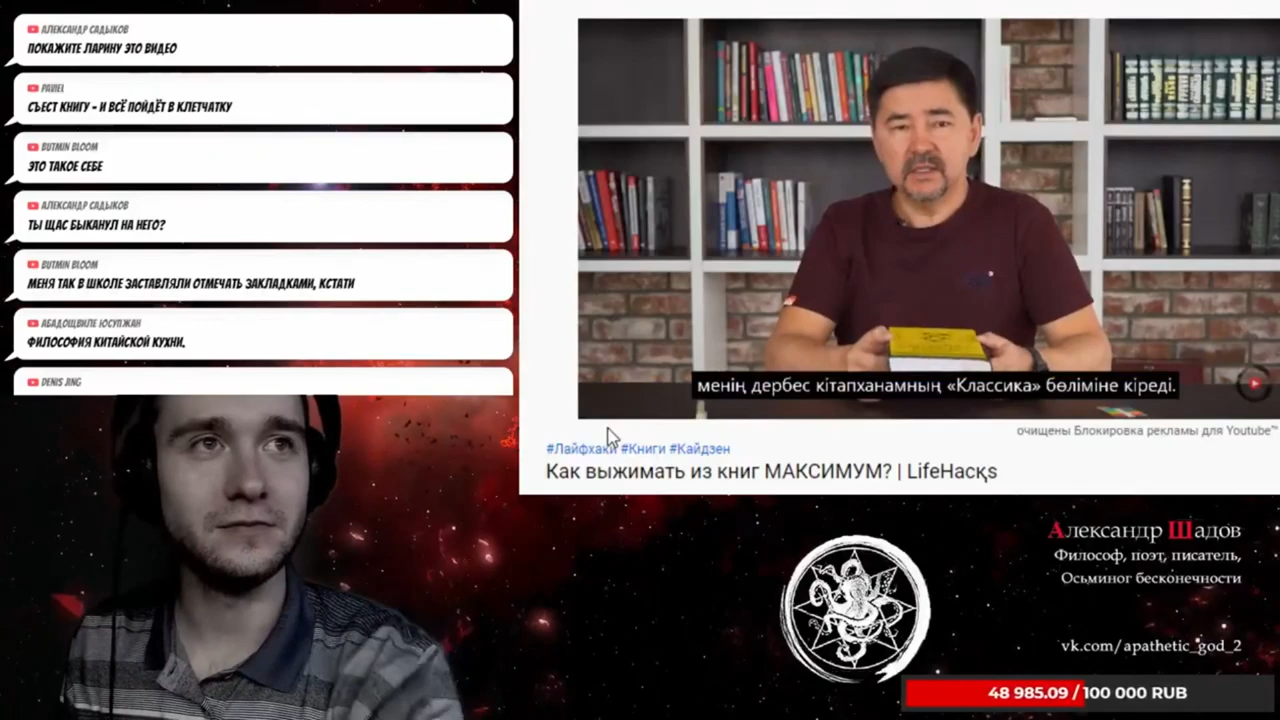 АЛЕКСАНДР САДЫКОВ
ПОКАЖИТЕ ЛАРИНУ ЭТО ВИДЕО
PAVIEL
СЪЕСТ КНИГУ - И ВСЁ ПОЙДЁТ В КЛЕТЧАТКУ
BUTMIN BLOOM
ЭТО ТАКОЕ СЕБЕ
АЛЕКСАНДР САДЫКОВ
ТЫ ЩАС БЫКАНУЛ НА НЕГО?
BUTMIN BLOOM
МЕНЯ ТАК В ШКОЛЕ ЗАСТАВЛЯЛИ ОТМЕЧАТЬ ЗАКЛАДКАМИ, КСТАТИ
АБАДОЩВИЛЕ ЮСУПЖАН
ФИЛОСОФИЯ КИТАЙСКОЙ КУХНИ.
DENIS JING
менің дербес кітапханамның «Классика» бөліміне кіреді.
очищены Блокировка рекламы для Youtube™
#Лайфхаки #Книги #Кайдзен
Как выжимать из книг МАКСИМУМ? | LifeHacқs
Александр Шадов
Философ, поэт, писатель,
Осьминог бесконечности
vk.com/apathetic_god_2
48 985.09 / 100 000 RUB